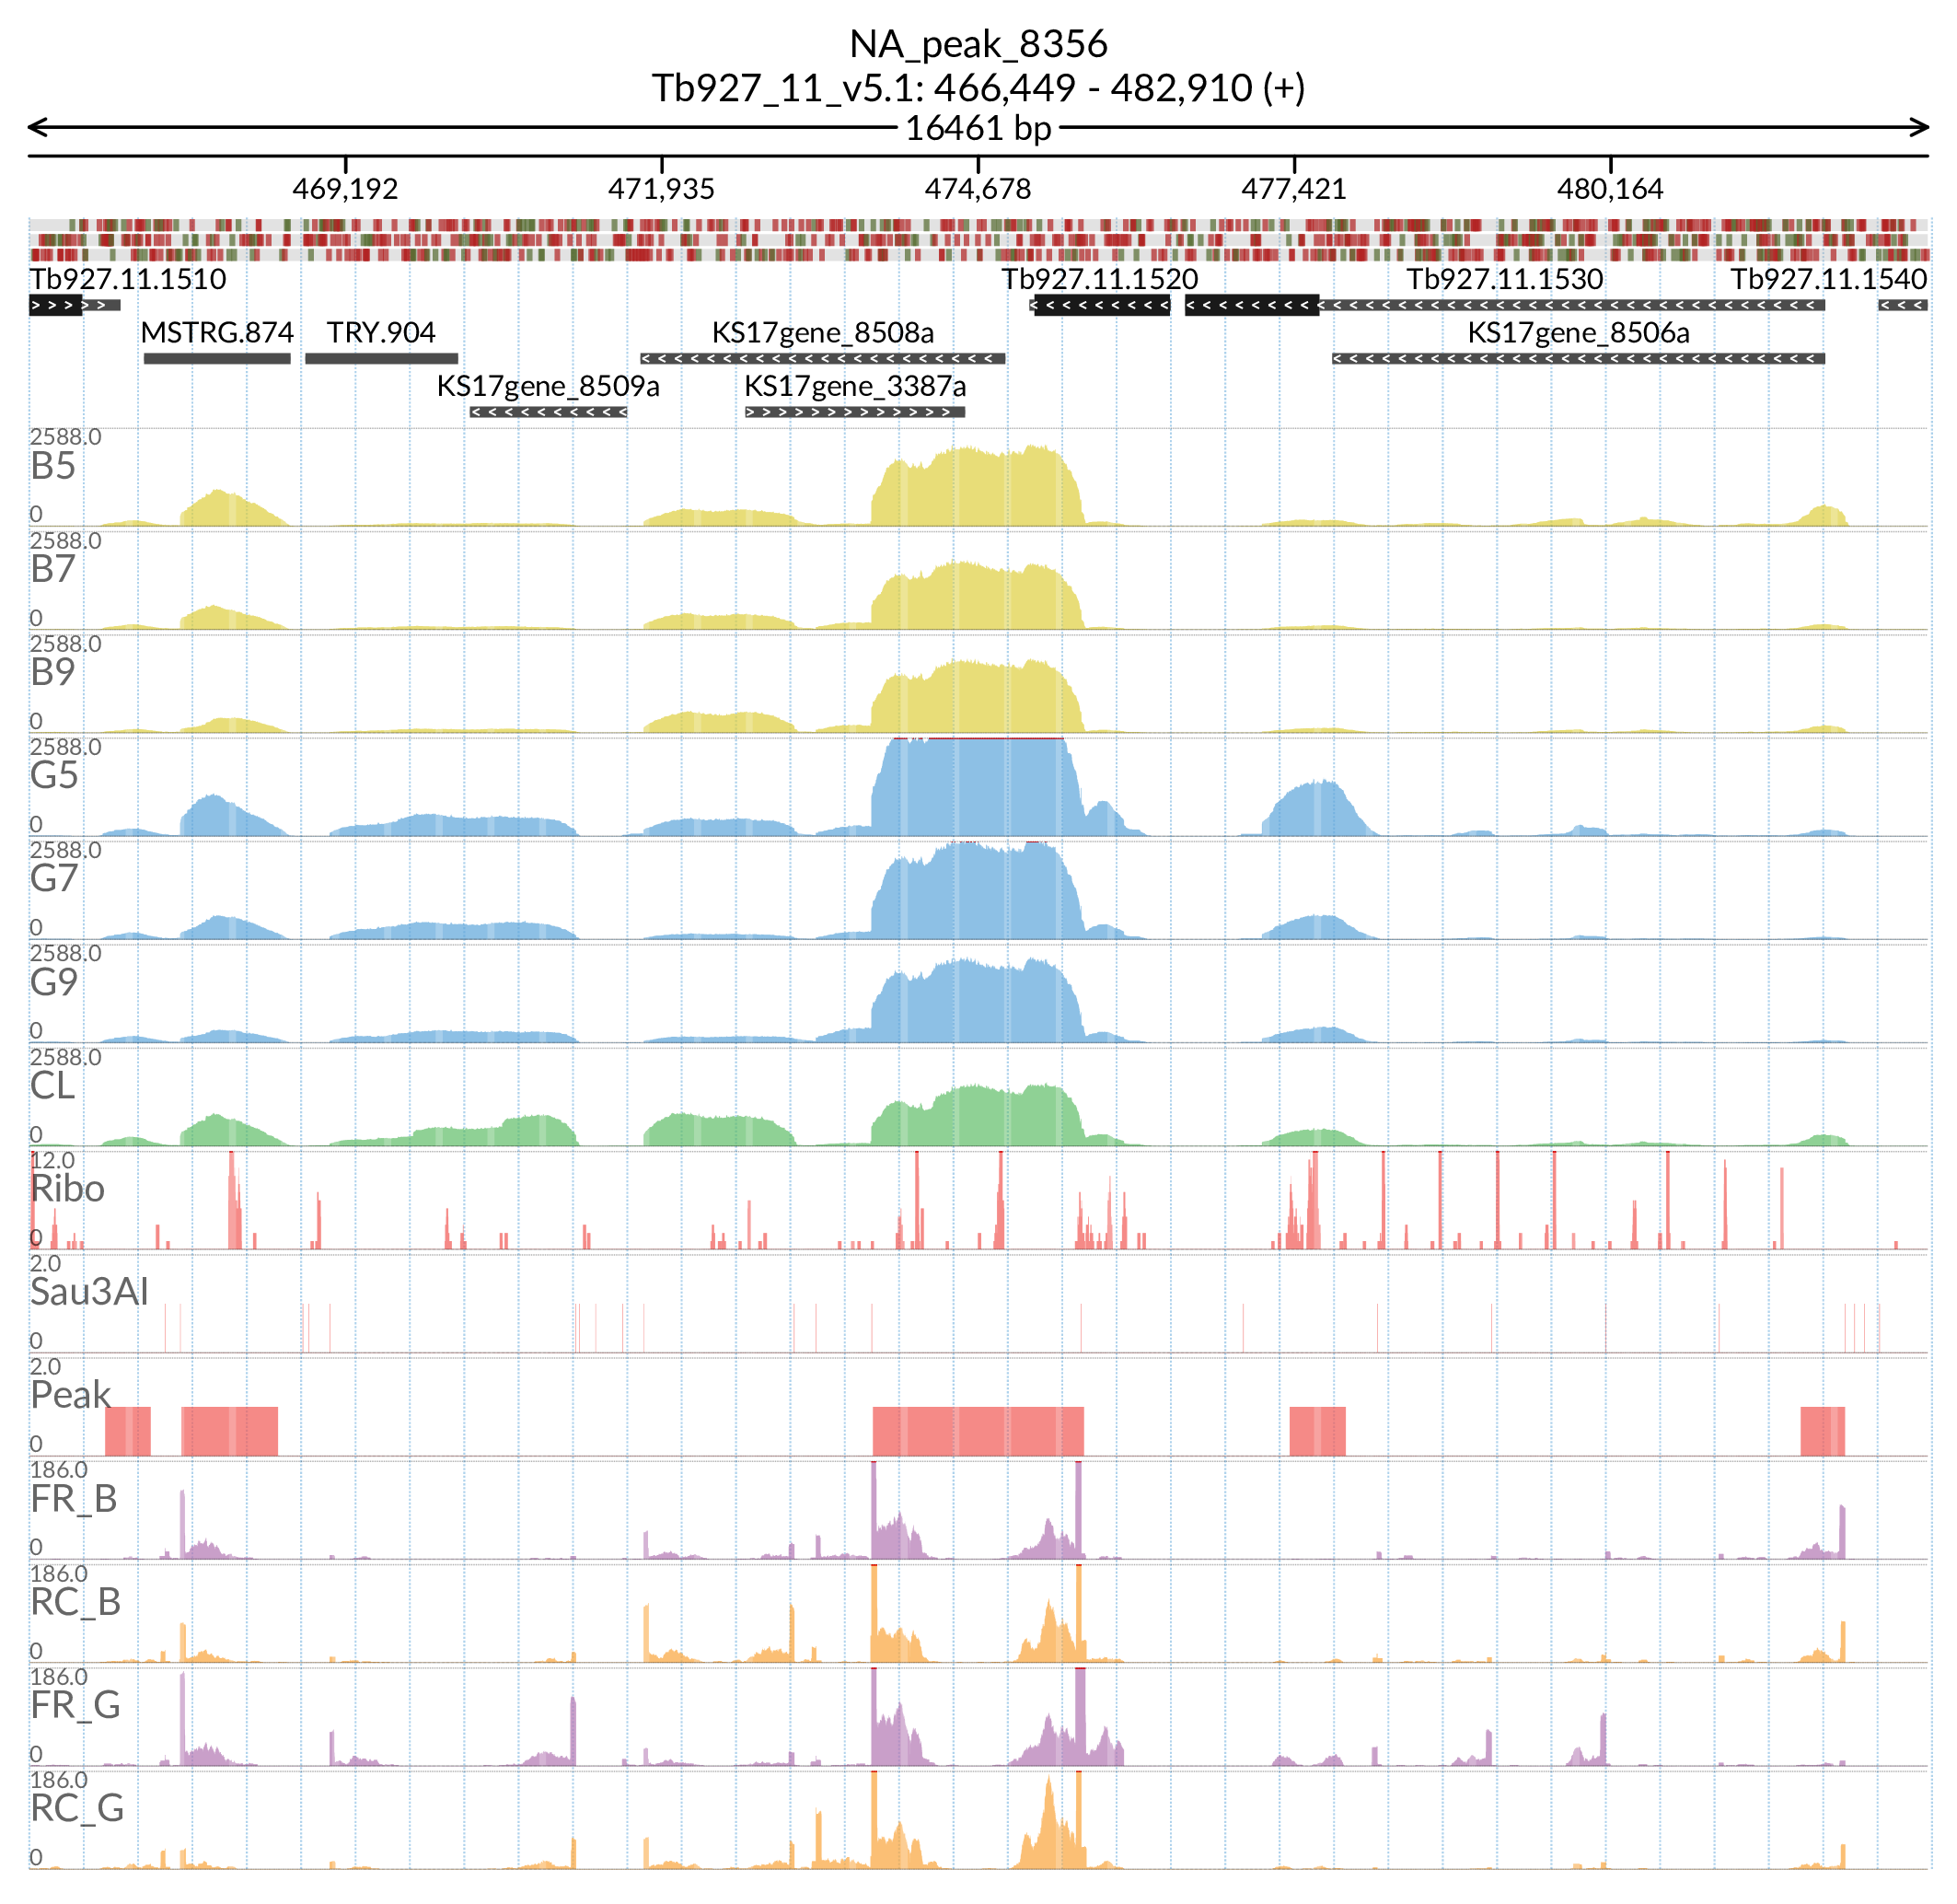 NA_peak_8356
Tb927_11_v5.1: 466,449 - 482,910 (+)
16461 bp
469,192 471,935 474,678 477,421 480,164
Tb927.11.1510 Tb927.11.1520 Tb927.11.1530 Tb927.11.1540
MSTRG.874 TRY.904 KS17gene_8508a KS17gene_8506a
KS17gene_8509a KS17gene_3387a
2588.0
B5
0
2588.0
B7
0
2588.0
B9
0
2588.0
G5
0
2588.0
G7
0
2588.0
G9
0
2588.0
CL
0
12.0
Ribo
0
2.0
Sau3AI
0
2.0
Peak
0
186.0
FR_B
0
186.0
RC_B
0
186.0
FR_G
0
186.0
RC_G
0